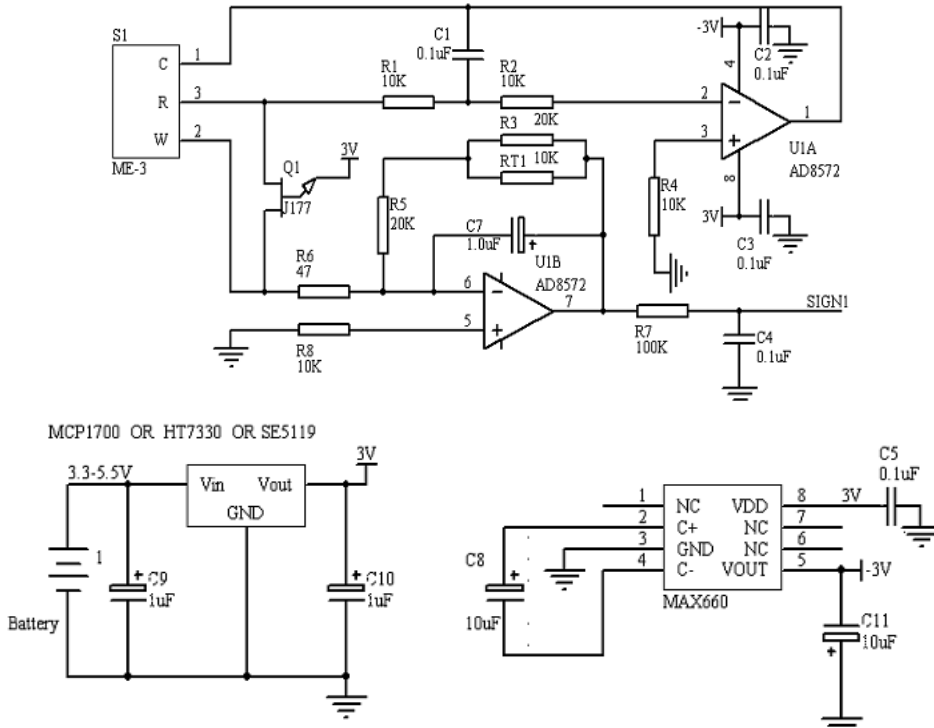 S1
C
R
W
1
3
2
ME-3
C1
0.1uF
R1
10K
R2
10K
20K
R3
10K
RT1
Q1
J177
3V
R5
20K
C7
1.0uF
+
U1B
AD8572
R6
47
6
5
7
R8
10K
R4
10K
-3V
4
C2
0.1uF
2
3
1
U1A
AD8572
8
3V
C3
0.1uF
SIGN1
R7
100K
C4
0.1uF
MCP1700 OR HT7330 OR SE5119
3.3-5.5V
Vin
Vout
GND
3V
1
Battery
+
C9
1uF
+
C10
1uF
C8
+
10uF
1
2
3
4
NC
C+
GND
C-
VDD
NC
NC
VOUT
8
7
6
5
MAX660
3V
C5
0.1uF
-3V
C11
10uF
+